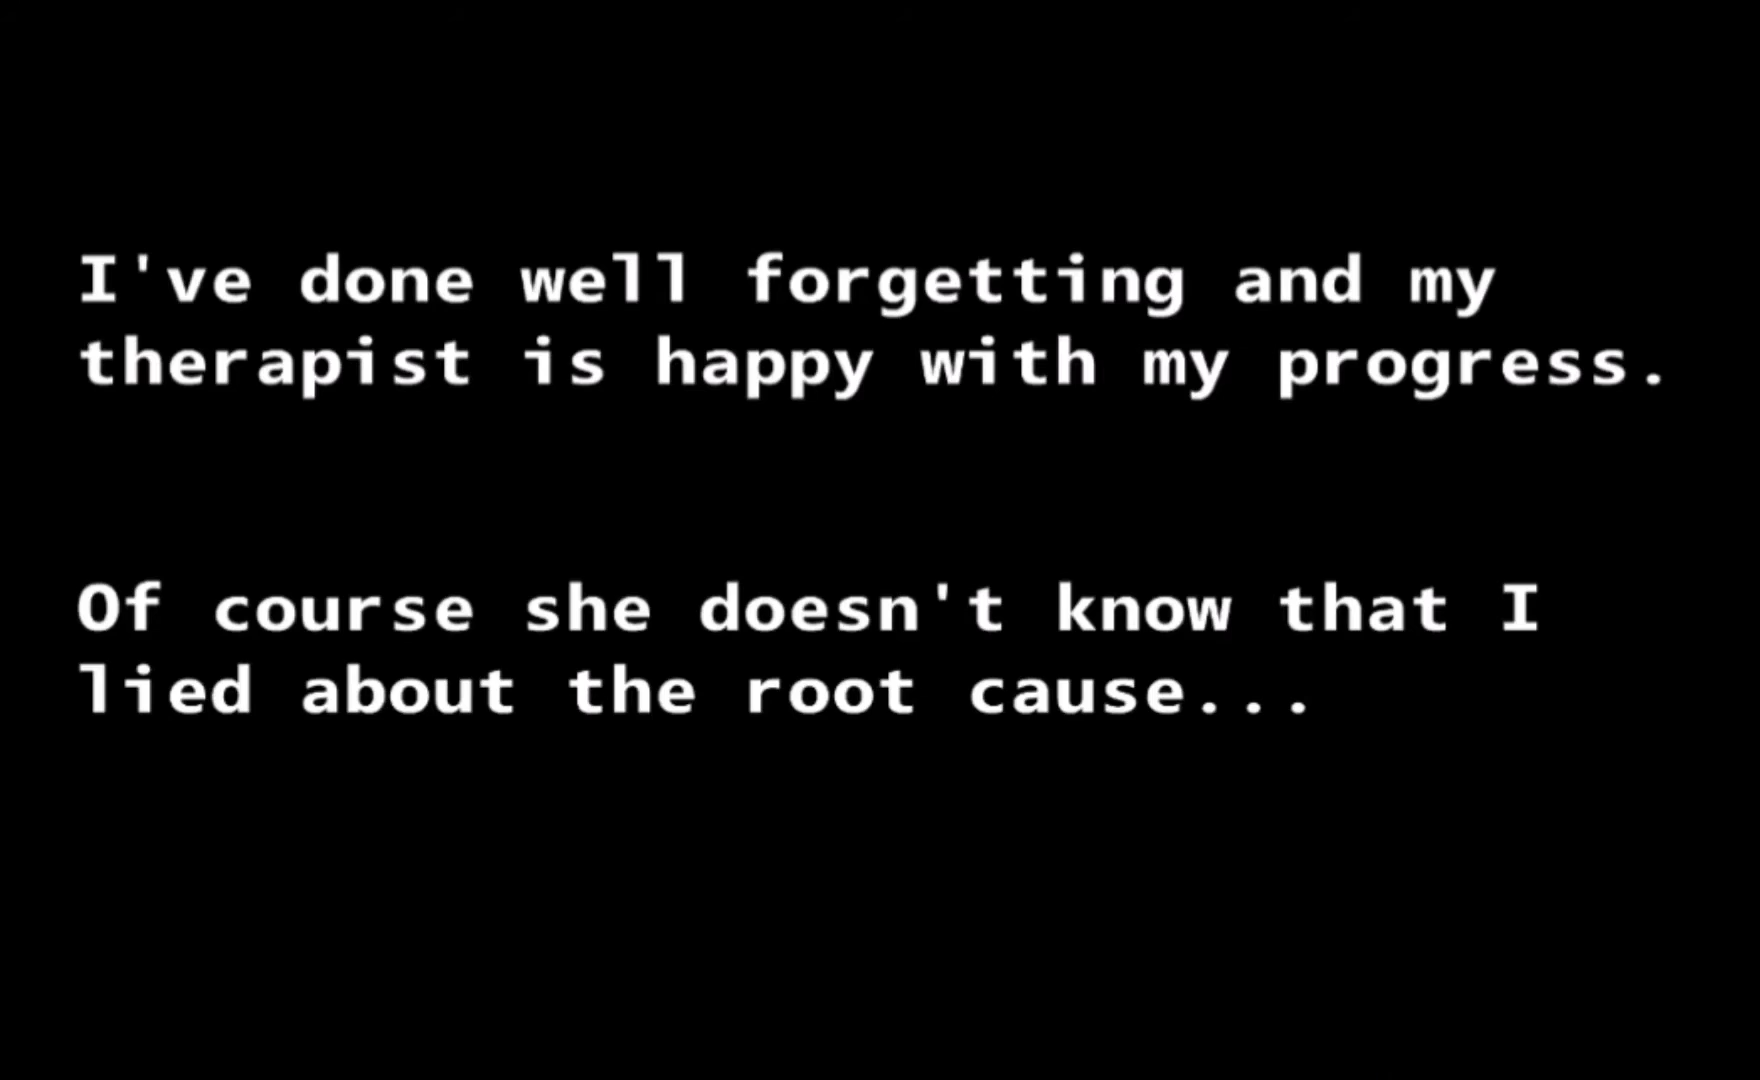 I've done well forgetting and my
therapist is happy with my progress.
Of course she doesn't know that I
lied about the root cause...